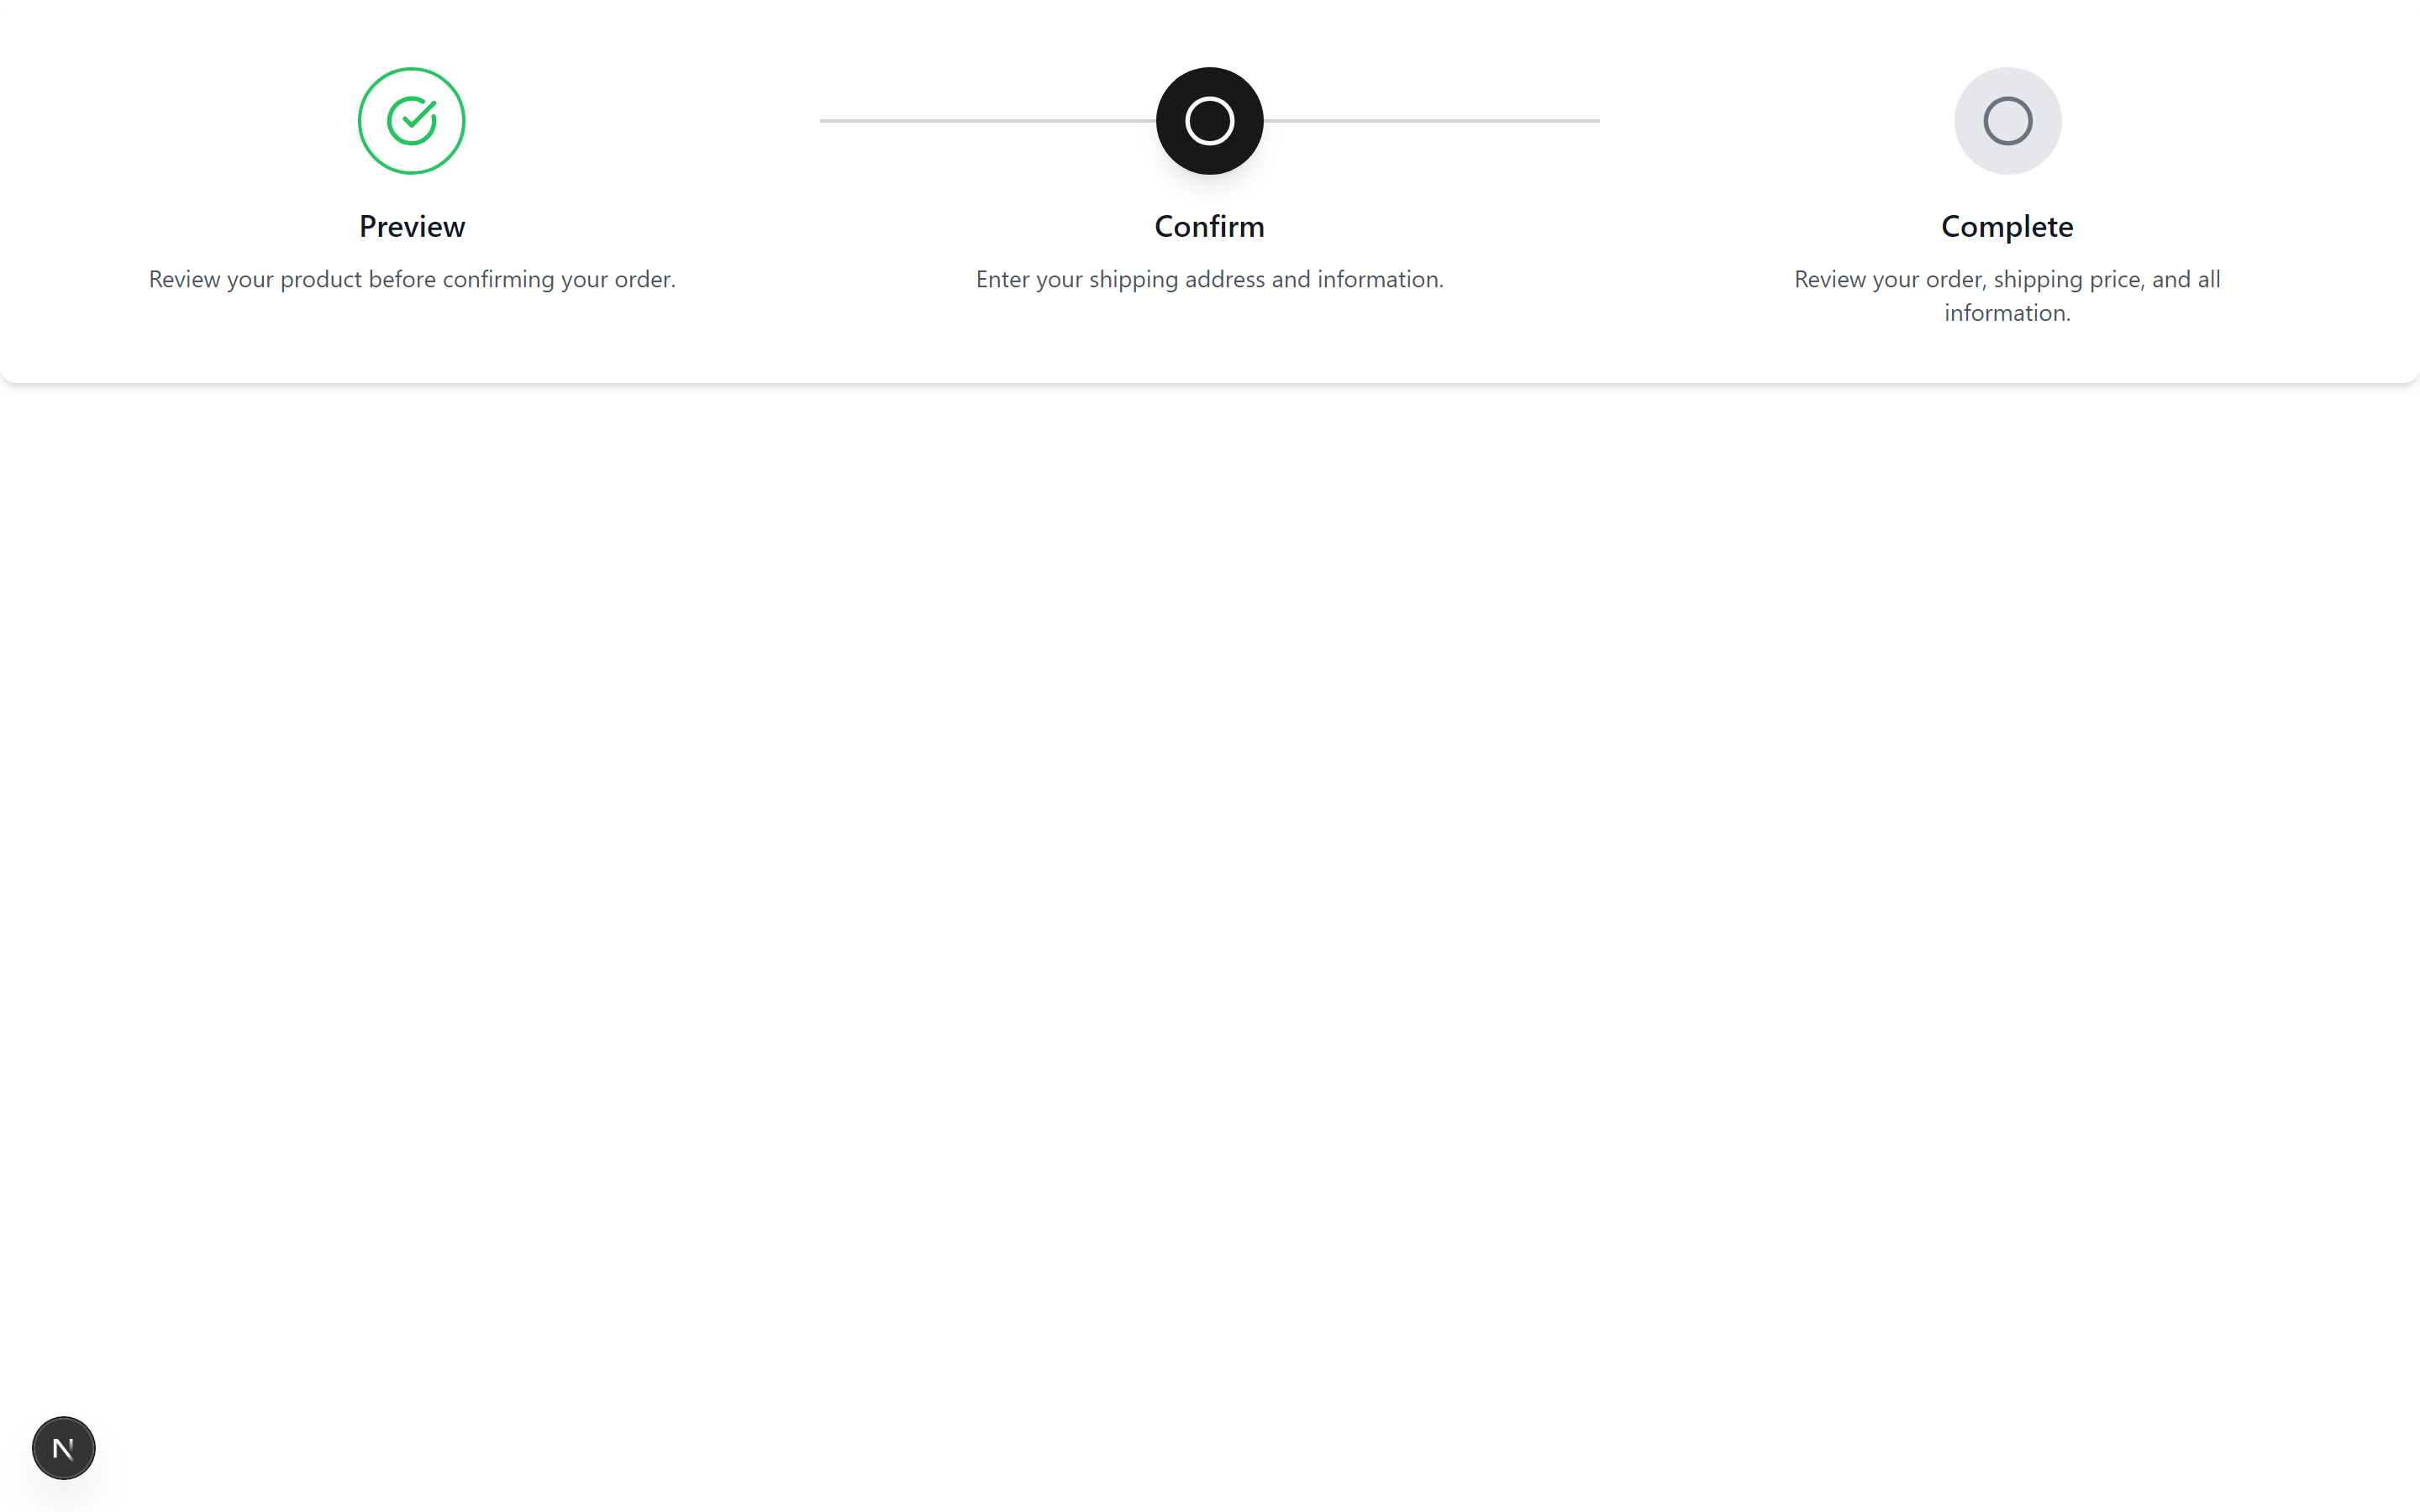 Preview
Review your product before confirming your order.
Confirm
Enter your shipping address and information.
Complete
Review your order, shipping price, and all
information.
N